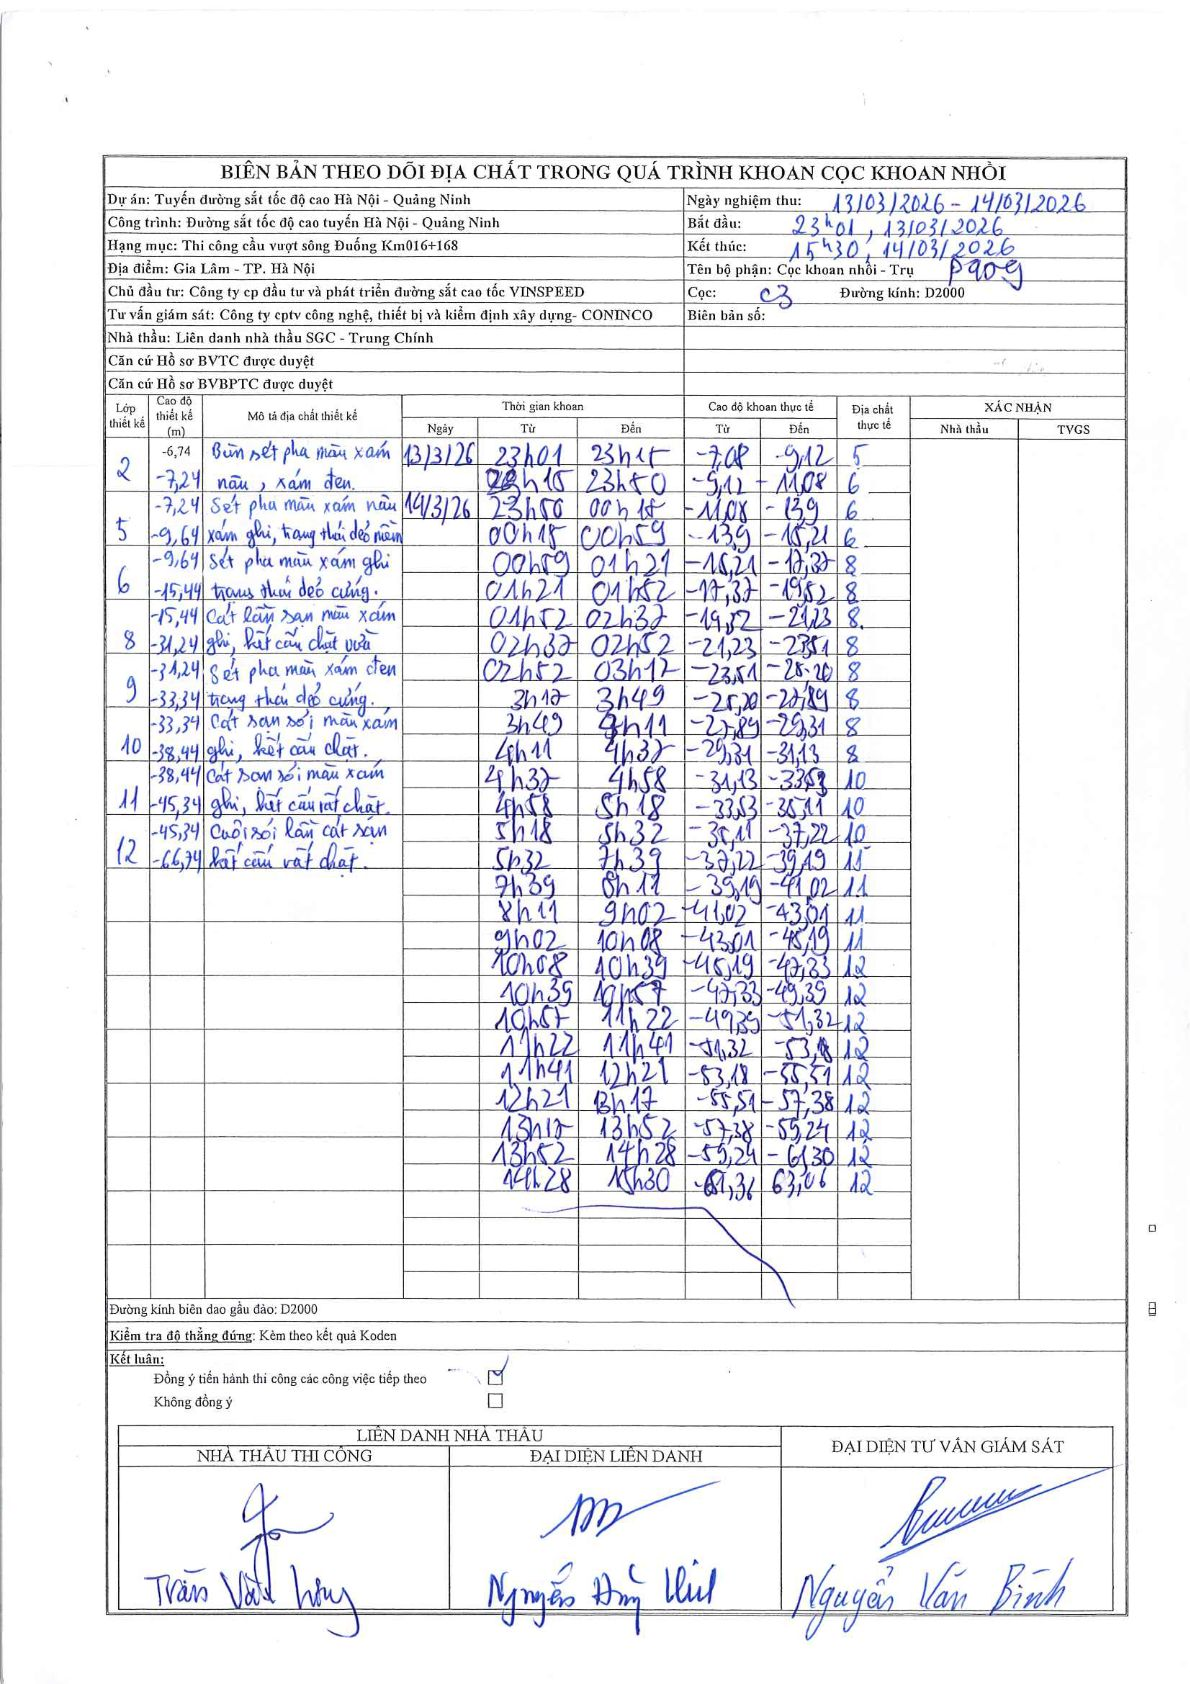 BIÊN BẢN THEO DÕI ĐỊA CHẤT TRONG QUÁ TRÌNH KHOAN CỌC KHOAN NHỒI
Dự án: Tuyến đường sắt tốc độ cao Hà Nội - Quảng Ninh
Ngày nghiệm thu: 13/03/2026 - 14/03/2026
Công trình: Đường sắt tốc độ cao tuyến Hà Nội - Quảng Ninh
Bắt đầu: 23h01, 13/03/2026
Hạng mục: Thi công cầu vượt sông Đuống Km016+168
Kết thúc: 15h30, 14/03/2026
Địa điểm: Gia Lâm - TP. Hà Nội
Tên bộ phận: Cọc khoan nhồi - Trụ P909
Chủ đầu tư: Công ty cp đầu tư và phát triển đường sắt cao tốc VINSPEED
Cọc: C3 Đường kính: D2000
Tư vấn giám sát: Công ty cptv công nghệ, thiết bị và kiểm định xây dựng- CONINCO
Biên bản số:
Nhà thầu: Liên danh nhà thầu SGC - Trung Chính
Căn cứ Hồ sơ BVTC được duyệt
Căn cứ Hồ sơ BVBPTC được duyệt
Lớp thiết kế Cao độ thiết kế (m) Mô tả địa chất thiết kế Thời gian khoan Cao độ khoan thực tế Địa chất thực tế XÁC NHẬN
Ngày Từ Đến Từ Đến Nhà thầu TVGS
2 -6,74 Bùn sét pha màu xám 13/3/26 23h01 23h15 -7,08 -9,12 5
-7,24 nâu, xám đen. 23h15 23h50 -9,12 -11,08 6
-7,24 Sét pha màu xám nâu 14/3/26 23h50 00h15 -11,08 -13,9 6
5 -9,64 xám ghi, trạng thái dẻo mềm 00h15 00h59 -13,9 -15,21 6
-9,64 Sét pha màu xám ghi 00h59 01h21 -15,21 -17,37 8
6 -15,44 trạng thái dẻo cứng. 01h21 01h52 -17,37 -19,52 8
-15,44 Cát lẫn sạn màu xám 01h52 02h37 -19,52 -21,23 8
8 -31,24 ghi, kết cấu chặt vừa 02h37 02h52 -21,23 -23,51 8
-31,24 Sét pha màu xám đen 02h52 03h17 -23,51 -25,20 8
9 -33,34 trạng thái dẻo cứng. 3h17 3h49 -25,20 -27,89 8
-33,34 Cát sạn sỏi màu xám 3h49 4h11 -27,89 -29,31 8
10 -38,44 ghi, kết cấu chặt. 4h11 4h37 -29,31 -31,13 8
-38,44 Cát sạn sỏi màu xám 4h37 4h58 -31,13 -33,53 10
11 -45,34 ghi, kết cấu rất chặt. 4h58 5h18 -33,53 -35,11 10
-45,34 Cuội sỏi lẫn cát sạn 5h18 5h32 -35,11 -37,22 10
12 -66,74 kết cấu rất chặt. 5h32 7h39 -37,22 -39,19 11
7h39 8h11 -39,19 -41,02 11
8h11 9h02 -41,02 -43,01 11
9h02 10h08 -43,01 -45,19 11
10h08 10h39 -45,19 -47,33 12
10h39 10h57 -47,33 -49,39 12
10h57 11h22 -49,39 -51,32 12
11h22 11h41 -51,32 -53,18 12
11h41 12h21 -53,18 -55,51 12
12h21 13h17 -55,51 -57,38 12
13h17 13h52 -57,38 -59,24 12
13h52 14h28 -59,24 -61,30 12
14h28 15h30 63,06 12
Đường kính biên dao gầu đào: D2000
Kiểm tra độ thẳng đứng: Kèm theo kết quả Koden
Kết luận:
Đồng ý tiến hành thi công các công việc tiếp theo
Không đồng ý
LIÊN DANH NHÀ THẦU
ĐẠI DIỆN TƯ VẤN GIÁM SÁT
NHÀ THẦU THI CÔNG
ĐẠI DIỆN LIÊN DANH
Trần Văn
Nguyễn
Nguyễn Văn Bình